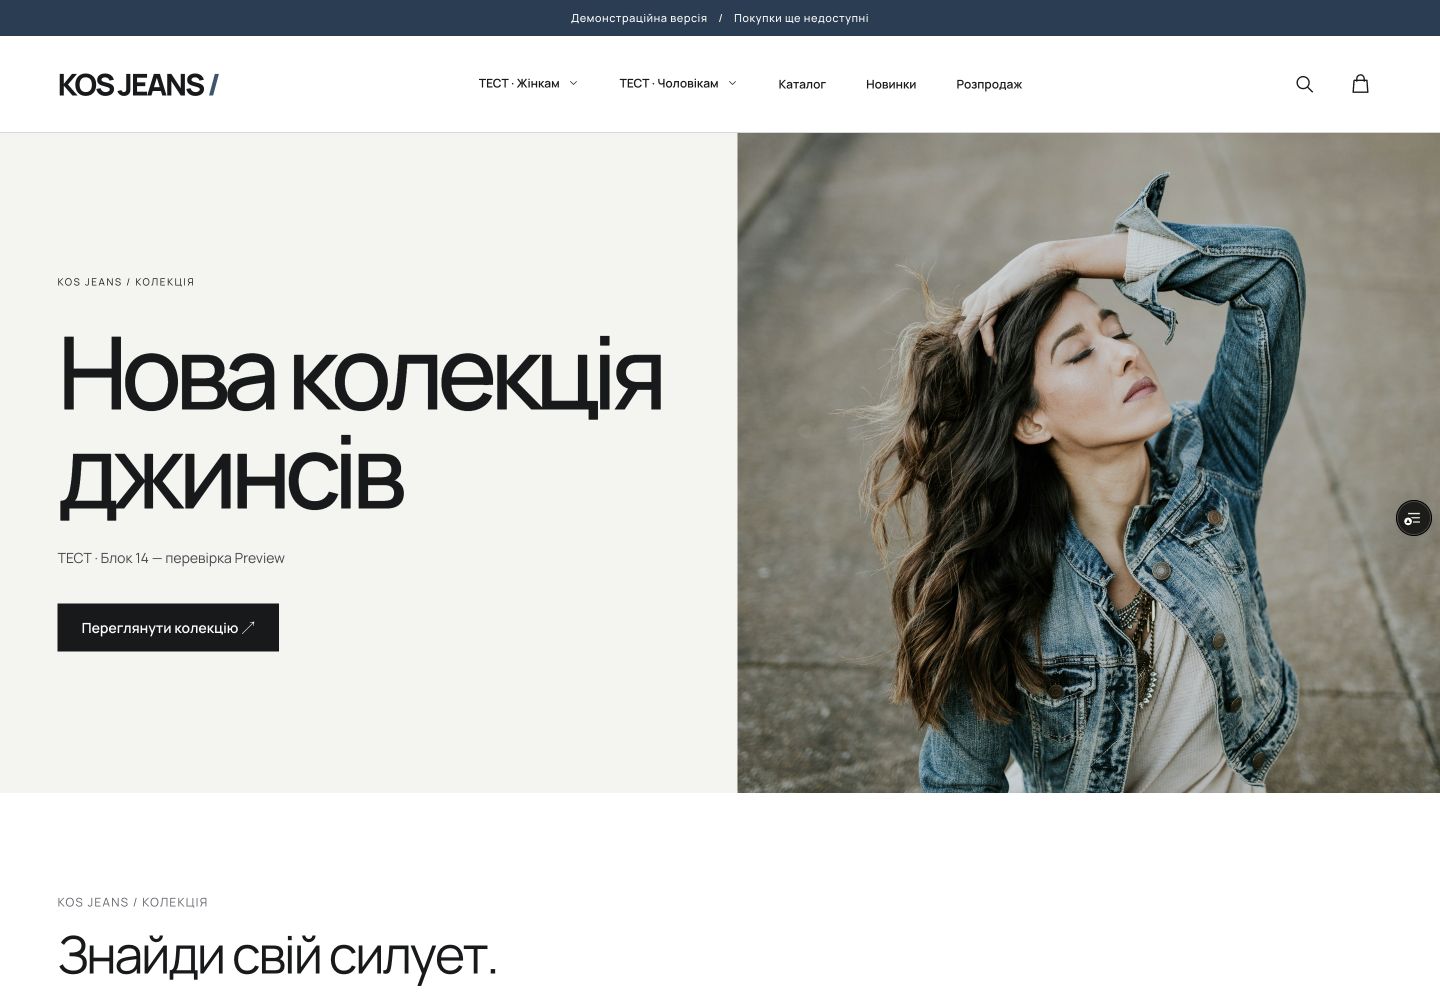 Демонстраційна версія / Покупки ще недоступні
KOS JEANS /
ТЕСТ · Жінкам
ТЕСТ · Чоловікам
Каталог
Новинки
Розпродаж
KOS JEANS / КОЛЕКЦІЯ
Нова колекція
джинсів
ТЕСТ · Блок 14 — перевірка Preview
Переглянути колекцію ↗
KOS JEANS / КОЛЕКЦІЯ
Знайди свій силует.